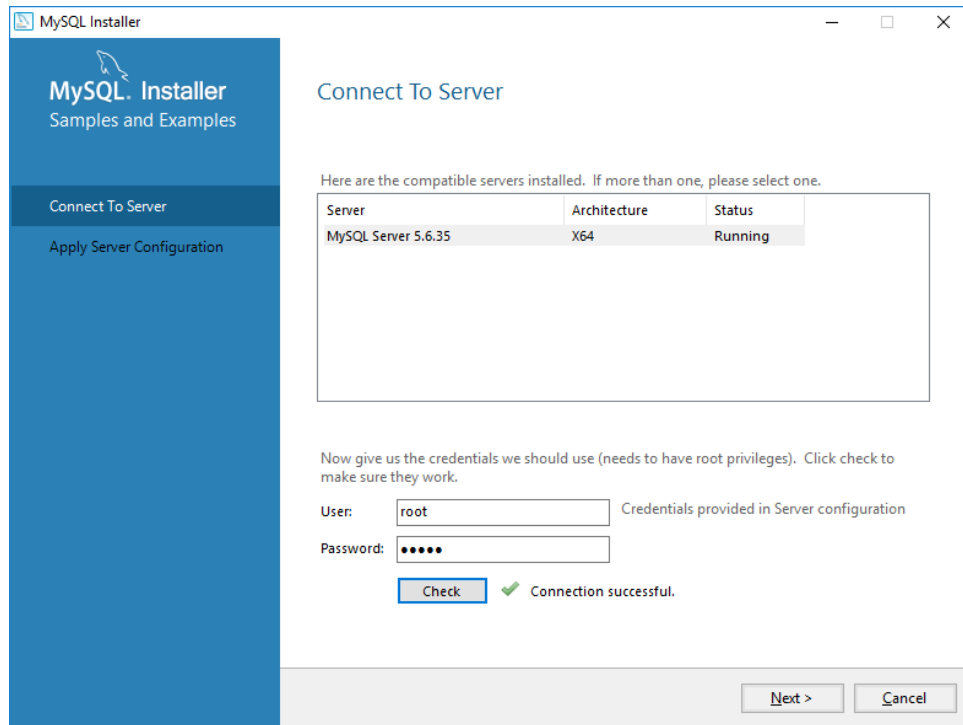 MySQL Installer
MySQL. Installer
Samples and Examples
Connect To Server
Apply Server Configuration
Connect To Server
Here are the compatible servers installed. If more than one, please select one.
Server Architecture Status
MySQL Server 5.6.35 X64 Running
Now give us the credentials we should use (needs to have root privileges). Click check to
make sure they work.
User: root Credentials provided in Server configuration
Password: •••••
Check Connection successful.
Next > Cancel